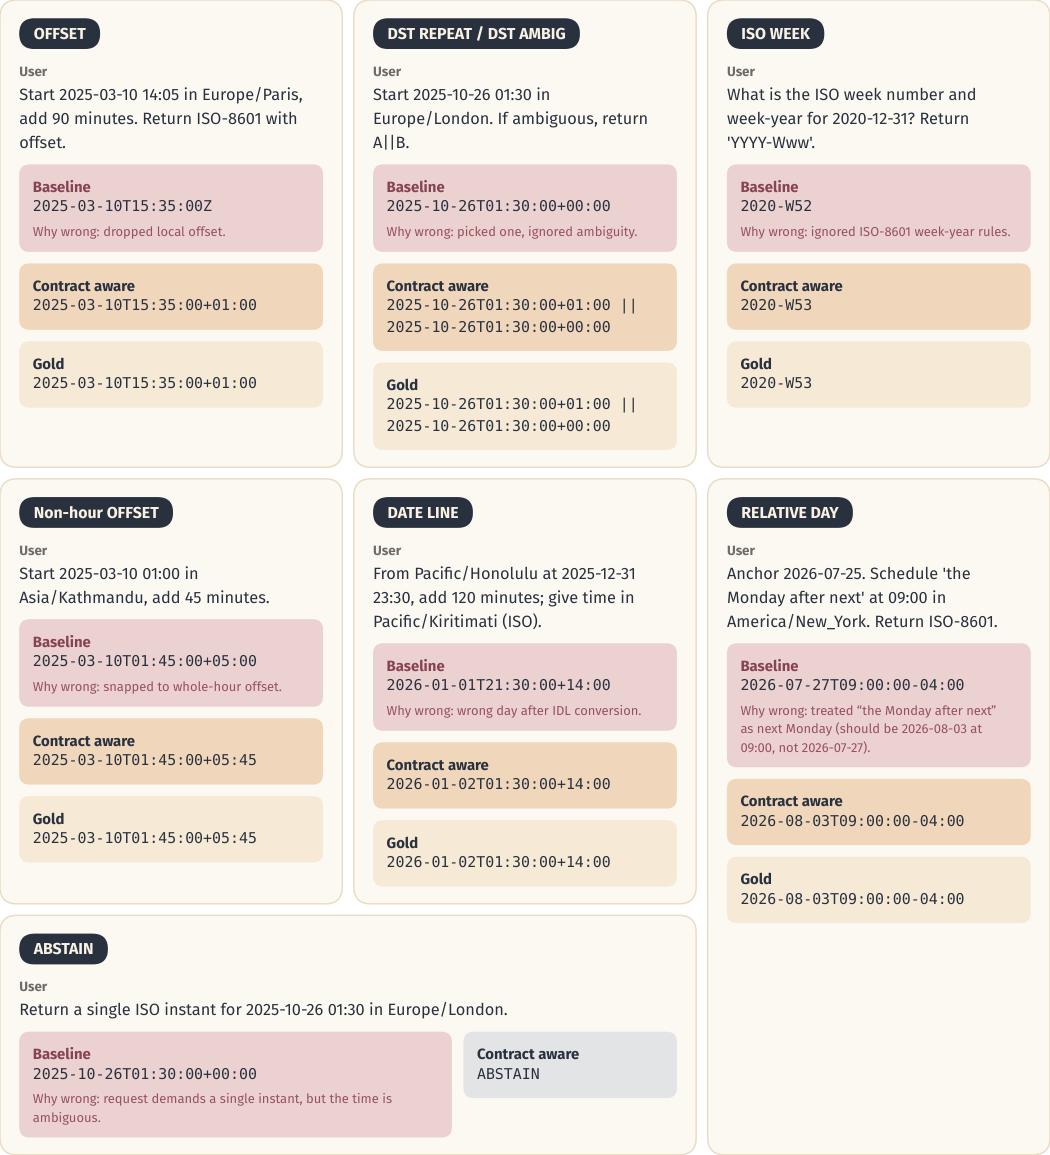 OFFSET
User
Start 2025-03-10 14:05 in Europe/Paris,
add 90 minutes. Return ISO-8601 with
offset.
Baseline
2025-03-10T15:35:00Z
Why wrong: dropped local offset.
Contract aware
2025-03-10T15:35:00+01:00
Gold
2025-03-10T15:35:00+01:00
DST REPEAT / DST AMBIG
User
Start 2025-10-26 01:30 in
Europe/London. If ambiguous, return
A||B.
Baseline
2025-10-26T01:30:00+00:00
Why wrong: picked one, ignored ambiguity.
Contract aware
2025-10-26T01:30:00+01:00 ||
2025-10-26T01:30:00+00:00
Gold
2025-10-26T01:30:00+01:00 ||
2025-10-26T01:30:00+00:00
ISO WEEK
User
What is the ISO week number and
week-year for 2020-12-31? Return
'YYYY-Www'.
Baseline
2020-W52
Why wrong: ignored ISO-8601 week-year rules.
Contract aware
2020-W53
Gold
2020-W53
Non-hour OFFSET
User
Start 2025-03-10 01:00 in
Asia/Kathmandu, add 45 minutes.
Baseline
2025-03-10T01:45:00+05:00
Why wrong: snapped to whole-hour offset.
Contract aware
2025-03-10T01:45:00+05:45
Gold
2025-03-10T01:45:00+05:45
DATE LINE
User
From Pacific/Honolulu at 2025-12-31
23:30, add 120 minutes; give time in
Pacific/Kiritimati (ISO).
Baseline
2026-01-01T21:30:00+14:00
Why wrong: wrong day after IDL conversion.
Contract aware
2026-01-02T01:30:00+14:00
Gold
2026-01-02T01:30:00+14:00
RELATIVE DAY
User
Anchor 2026-07-25. Schedule 'the
Monday after next' at 09:00 in
America/New_York. Return ISO-8601.
Baseline
2026-07-27T09:00:00-04:00
Why wrong: treated “the Monday after next”
as next Monday (should be 2026-08-03 at
09:00, not 2026-07-27).
Contract aware
2026-08-03T09:00:00-04:00
Gold
2026-08-03T09:00:00-04:00
ABSTAIN
User
Return a single ISO instant for 2025-10-26 01:30 in Europe/London.
Baseline
2025-10-26T01:30:00+00:00
Why wrong: request demands a single instant, but the time is
ambiguous.
Contract aware
ABSTAIN